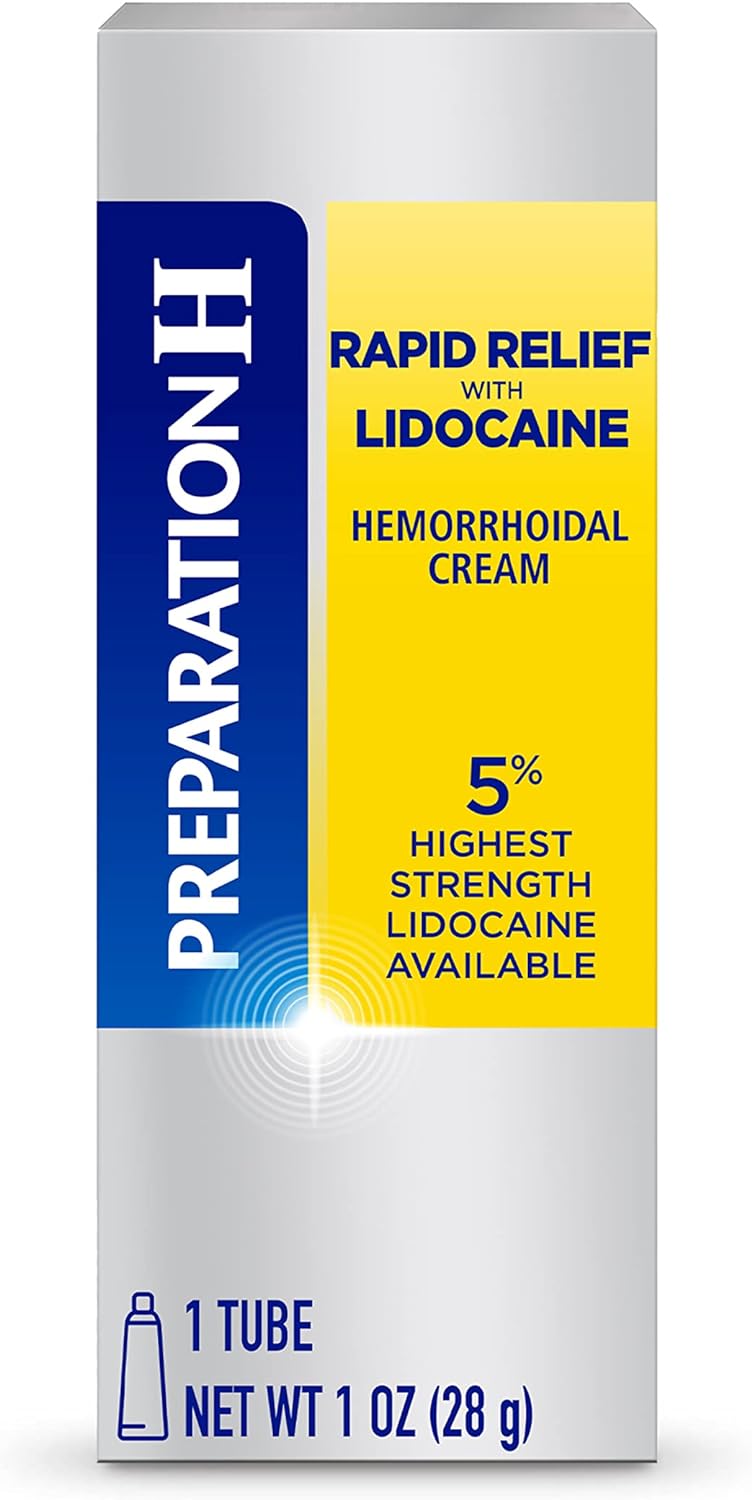 PREPARATION H
RAPID RELIEF
WITH
LIDOCAINE
HEMORRHOIDAL
CREAM
5%
HIGHEST
STRENGTH
LIDOCAINE
AVAILABLE
1 TUBE
NET WT 1 OZ (28 g)